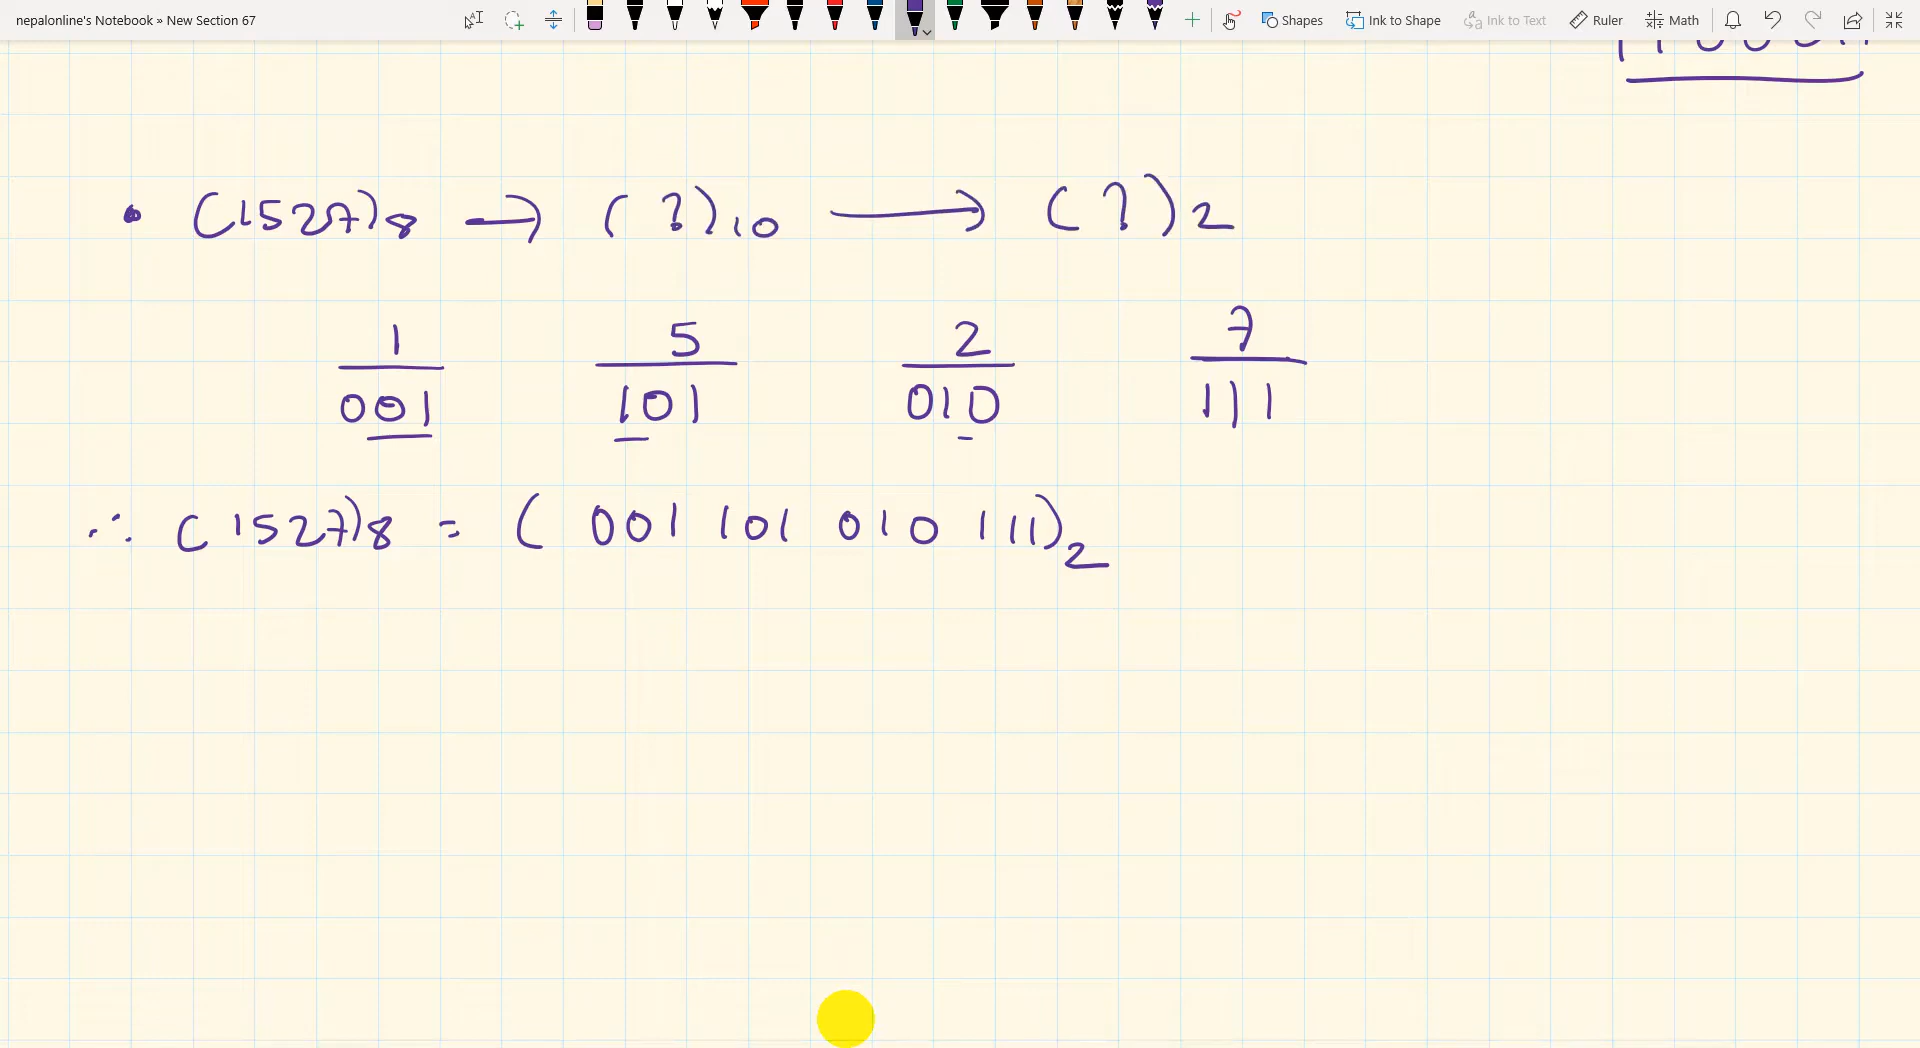 nepalonline's Notebook » New Section 67 Shapes Ink to Shape Ink to Text Ruler Math
• (1527)8 → (?)10 → (?)2
1 5 2 7
001 101 010 111
∴ (1527)8 = (001 101 010 111)2